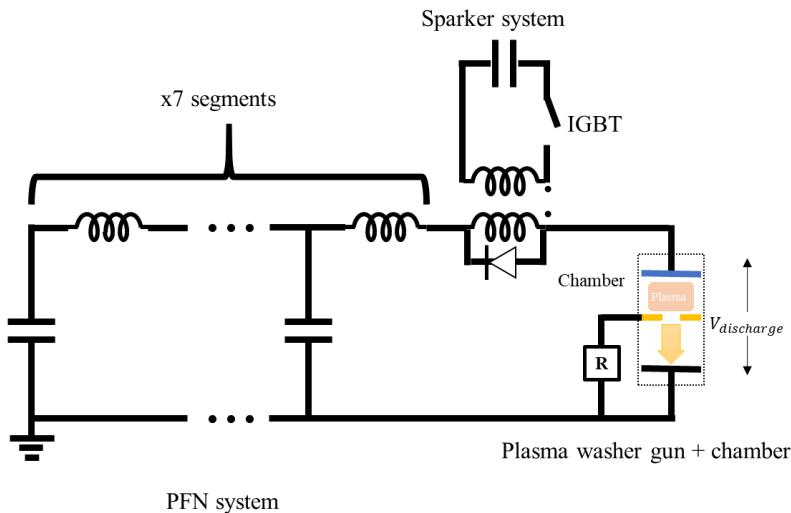 Sparker system
x7 segments
IGBT
Chamber
Plasma
V_discharge
R
Plasma washer gun + chamber
PFN system